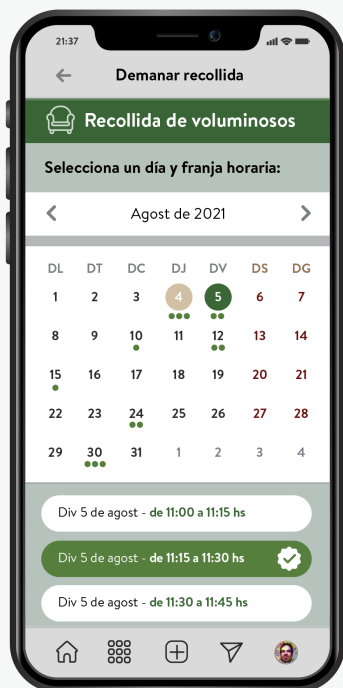 21:37
Demanar recollida
Recollida de voluminosos
Selecciona un día y franja horaria:
Agost de 2021
DL DT DC DJ DV DS DG
1 2 3 4 5 6 7
8 9 10 11 12 13 14
15 16 17 18 19 20 21
22 23 24 25 26 27 28
29 30 31 1 2 3 4
Div 5 de agost - de 11:00 a 11:15 hs
Div 5 de agost - de 11:15 a 11:30 hs
Div 5 de agost - de 11:30 a 11:45 hs